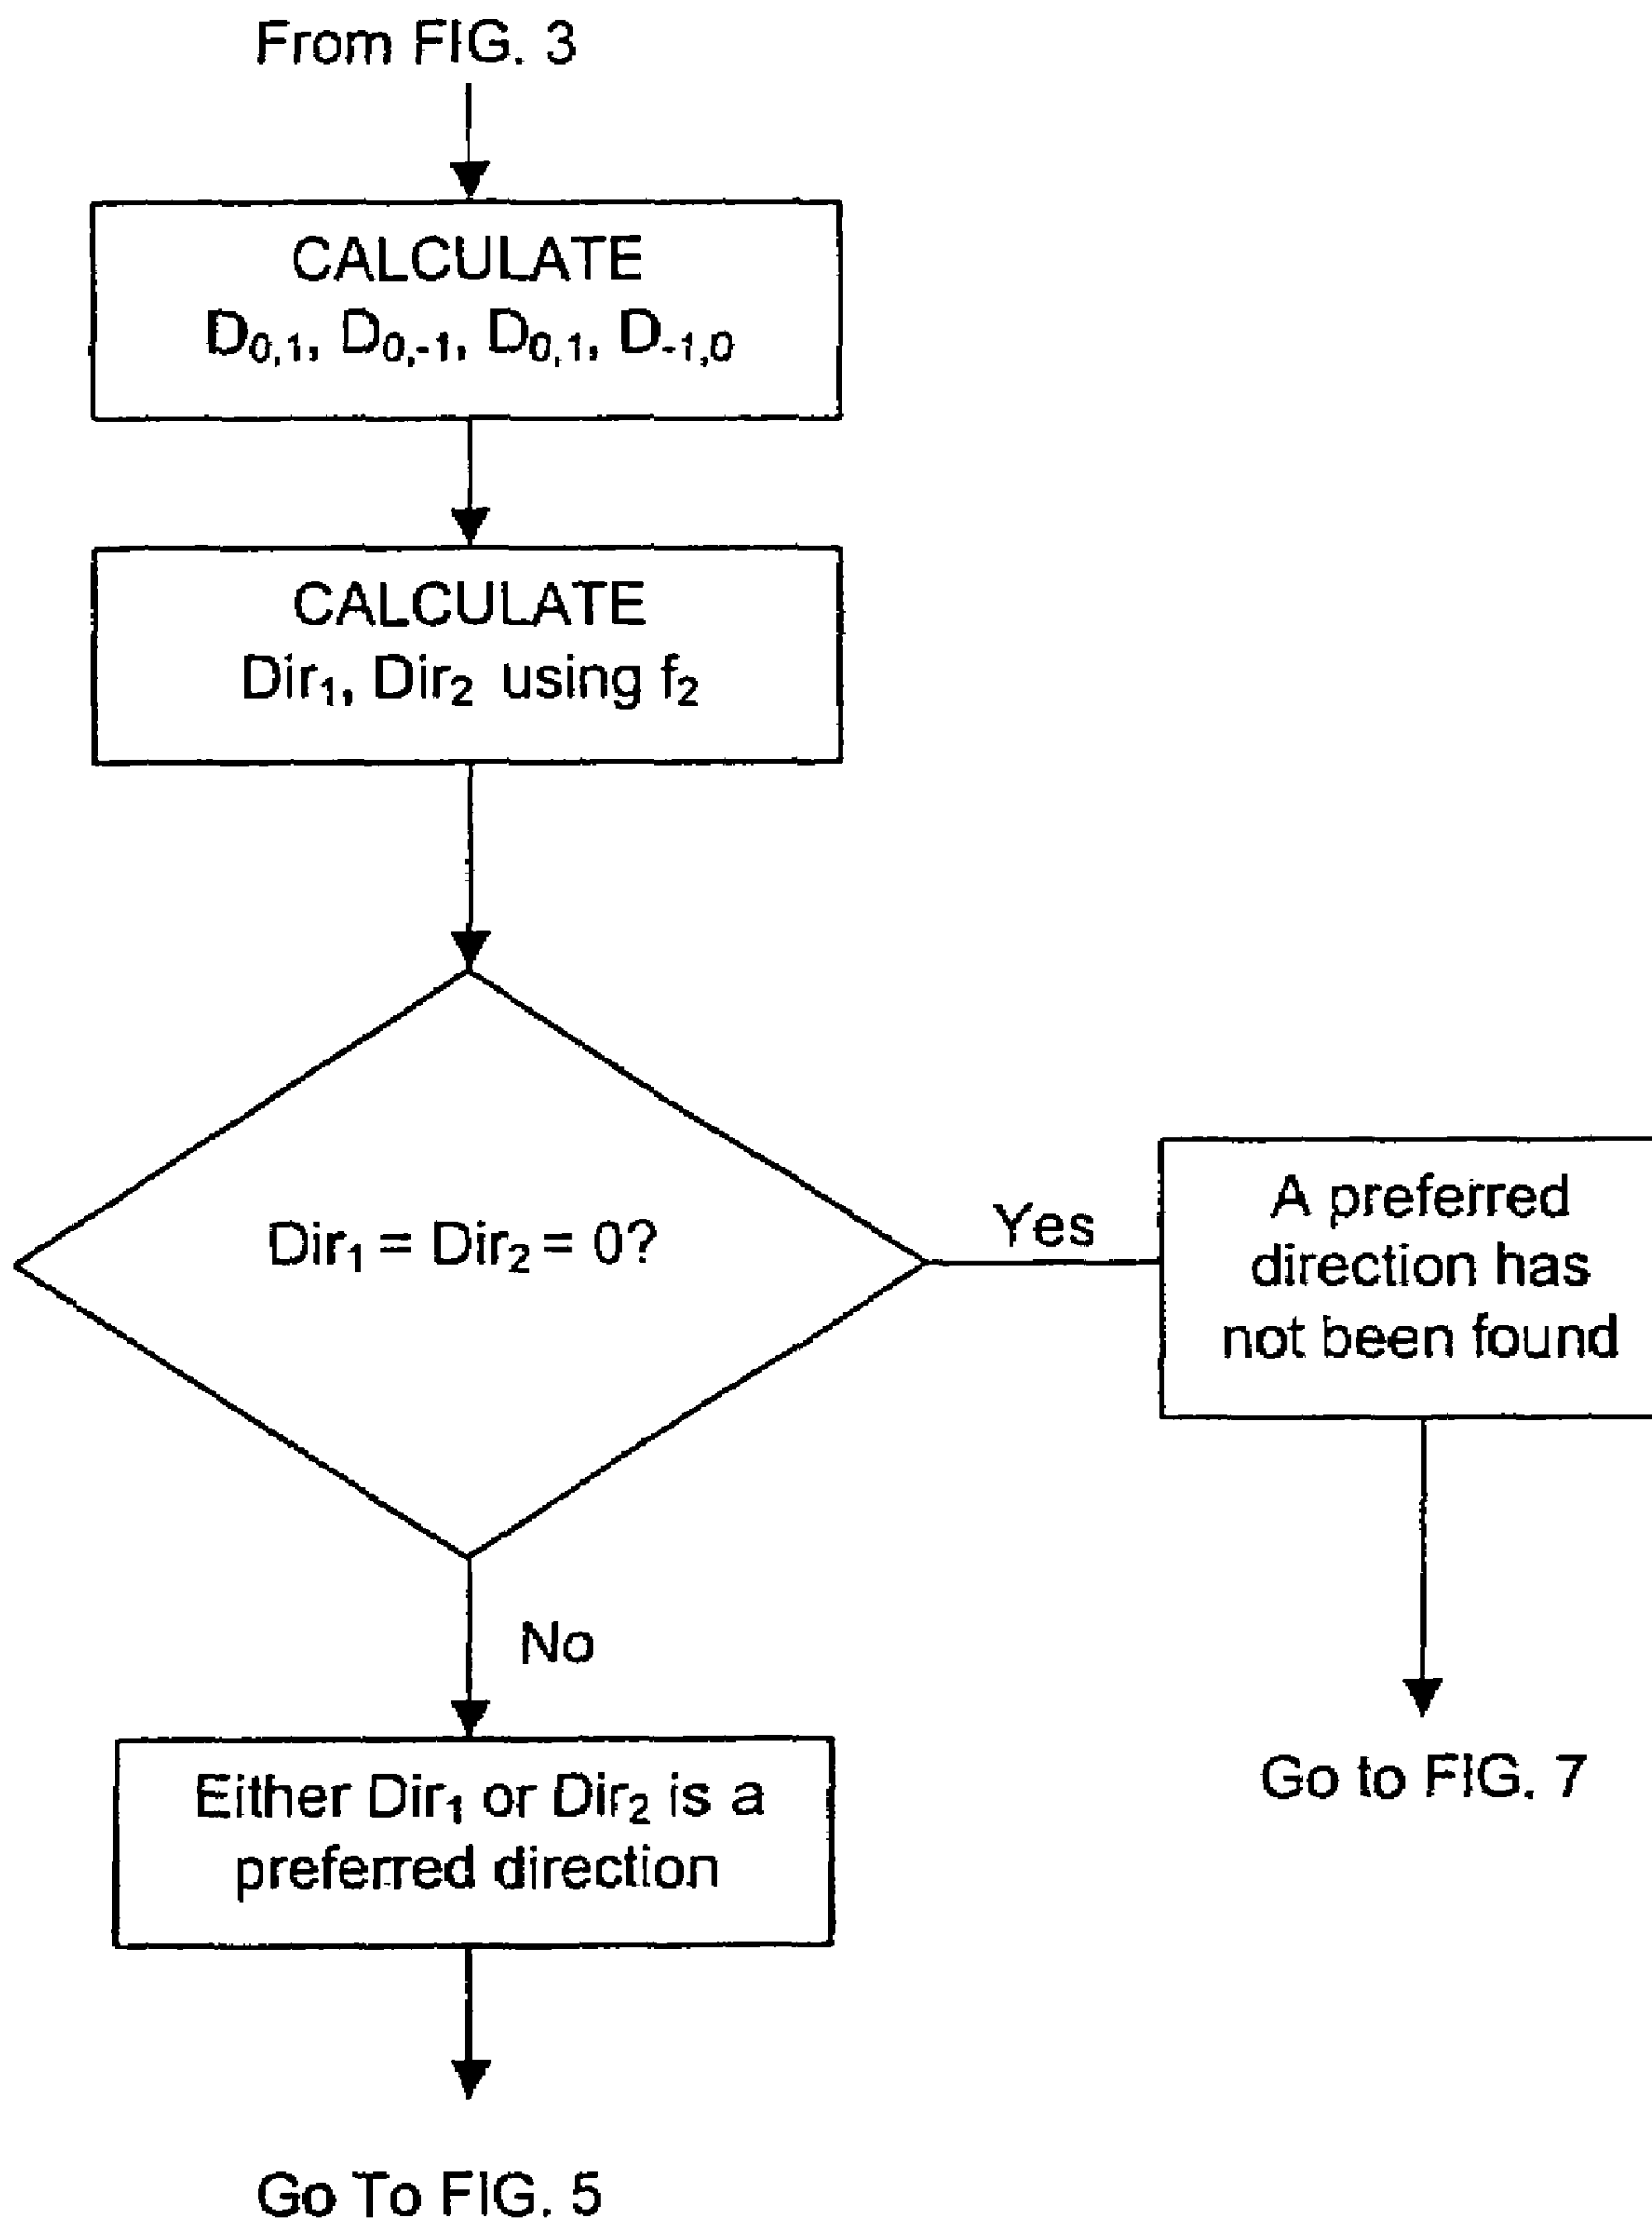 From FIG. 3
CALCULATE
D₀,₁, D₀,₋₁, D₀,₁, D₋₁,₀
CALCULATE
Dir₁, Dir₂ using f₂
Dir₁ = Dir₂ = 0?
Yes
A preferred
direction has
not been found
No
Either Dir₁ or Dir₂ is a
preferred direction
Go to FIG. 7
Go To FIG. 5